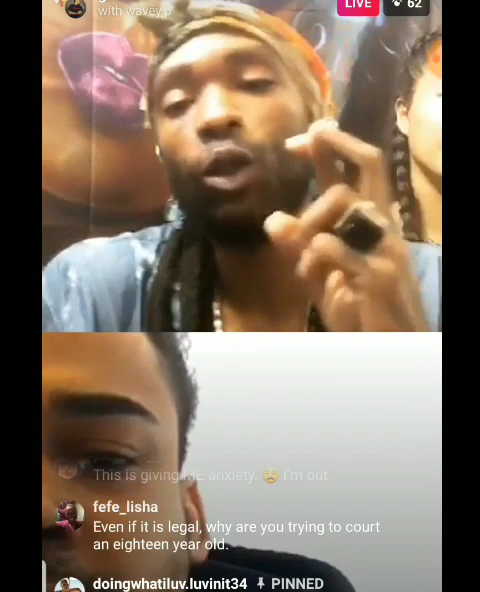 with wavey.p
LIVE
62
This is giving ME anxiety. 😩 I'm out
fefe_lisha
Even if it is legal, why are you trying to court
an eighteen year old.
doingwhatiluv.luvinit34 PINNED